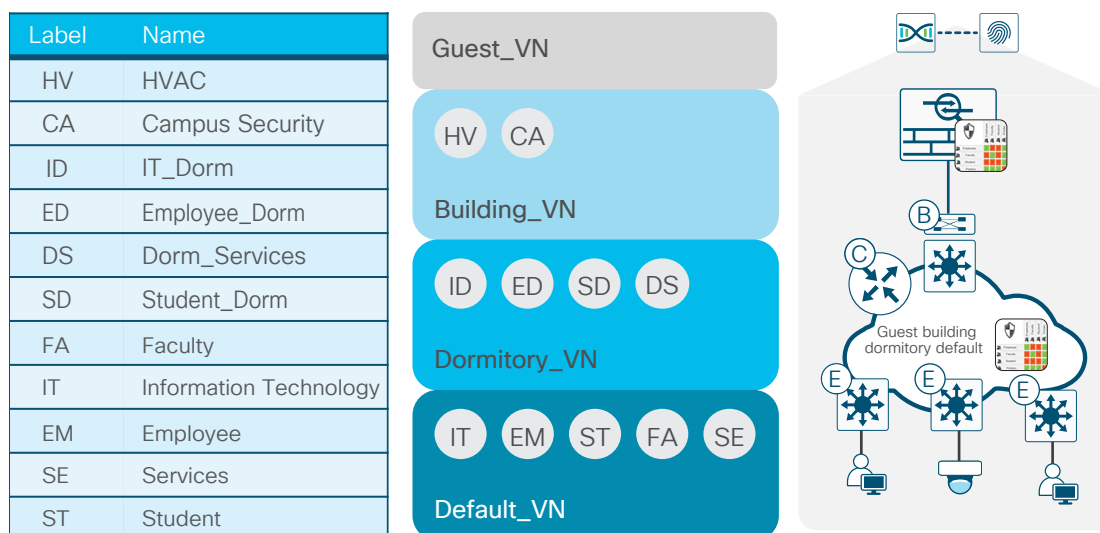 Label Name
HV HVAC
CA Campus Security
ID IT_Dorm
ED Employee_Dorm
DS Dorm_Services
SD Student_Dorm
FA Faculty
IT Information Technology
EM Employee
SE Services
ST Student
Guest_VN
HV CA
Building_VN
ID ED SD DS
Dormitory_VN
IT EM ST FA SE
Default_VN
B
C
Guest building
dormitory default
E E E